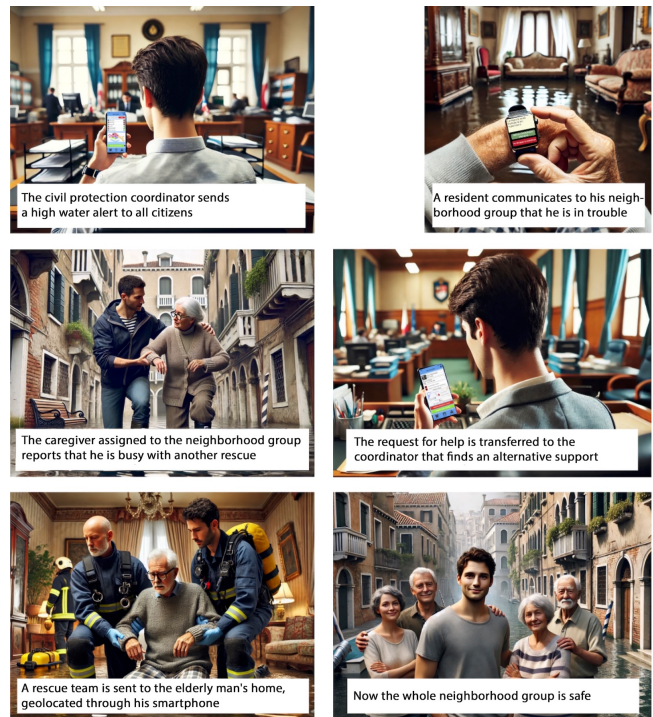 The civil protection coordinator sends
a high water alert to all citizens
A resident communicates to his neigh-
borhood group that he is in trouble
The caregiver assigned to the neighborhood group
reports that he is busy with another rescue
The request for help is transferred to the
coordinator that finds an alternative support
A rescue team is sent to the elderly man's home,
geolocated through his smartphone
Now the whole neighborhood group is safe